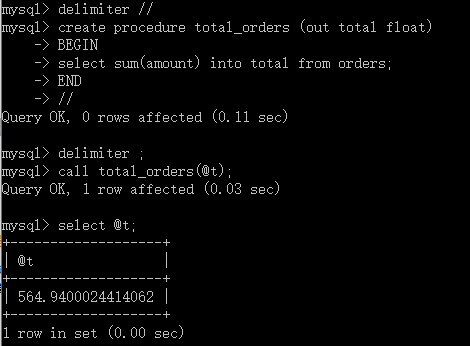 mysql> delimiter //
mysql> create procedure total_orders (out total float)
    -> BEGIN
    -> select sum(amount) into total from orders;
    -> END
    -> //
Query OK, 0 rows affected (0.11 sec)

mysql> delimiter ;
mysql> call total_orders(@t);
Query OK, 1 row affected (0.03 sec)

mysql> select @t;
+-------------------+
| @t                |
+-------------------+
| 564.9400024414062 |
+-------------------+
1 row in set (0.00 sec)